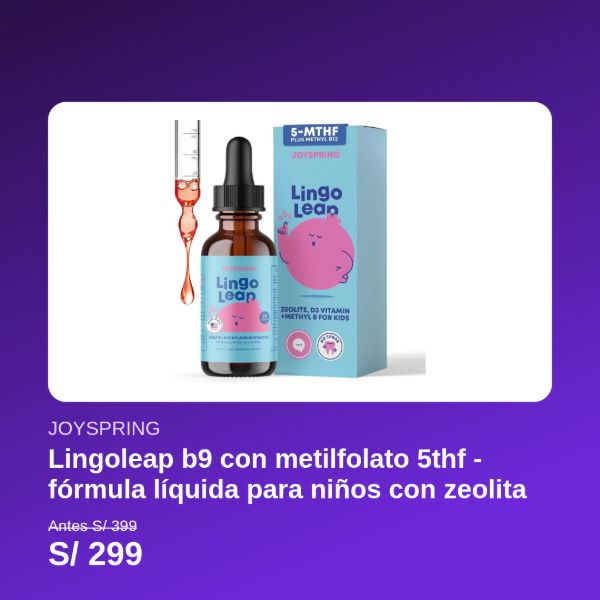 5-MTHF
PLUS METHYL B12
JOYSPRING
Lingo
Leap
ZEOLITE, D3 VITAMIN
+METHYL B FOR KIDS
JOYSPRING
Lingo
Leap
JOYSPRING
Lingoleap b9 con metilfolato 5thf -
fórmula líquida para niños con zeolita
Antes S/ 399
S/ 299